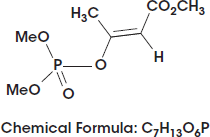 H₃C CO₂CH₃
MeO
P O H
MeO O
Chemical Formula: C₇H₁₃O₆P